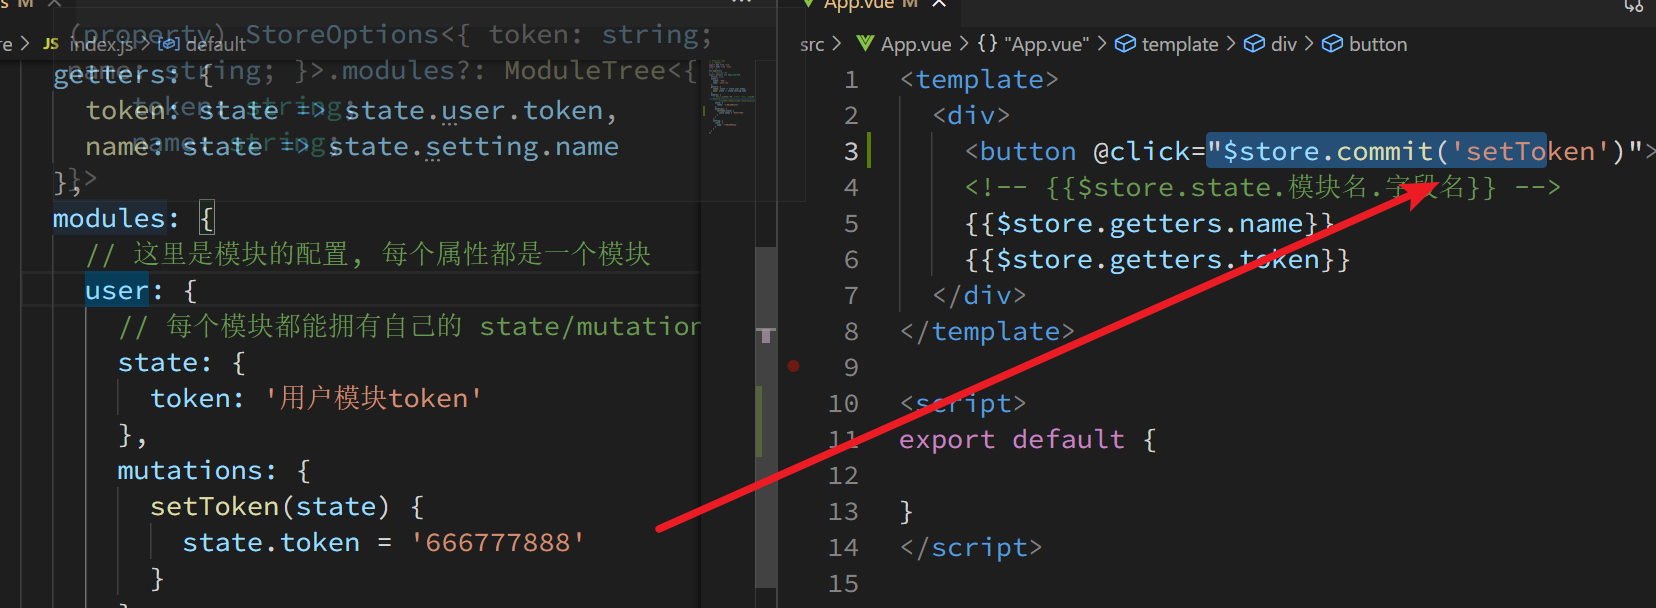 s M ×
re > JS index.js > default
(property) StoreOptions<{ token: string;
name: string; }>.modules?: ModuleTree<{
token: string;
name: string;
}>
getters: {
token: state => state.user.token,
name: state => state.setting.name
},
modules: {
// 这里是模块的配置, 每个属性都是一个模块
user: {
// 每个模块都能拥有自己的 state/mutation
state: {
token: '用户模块token'
},
mutations: {
setToken(state) {
state.token = '666777888'
}
App.vue M ×
src > App.vue > {} "App.vue" > template > div > button
1 <template>
2 <div>
3 <button @click="$store.commit('setToken')">
4 <!-- {{$store.state.模块名.字段名}} -->
5 {{$store.getters.name}}
6 {{$store.getters.token}}
7 </div>
8 </template>
9
10 <script>
11 export default {
12
13 }
14 </script>
15